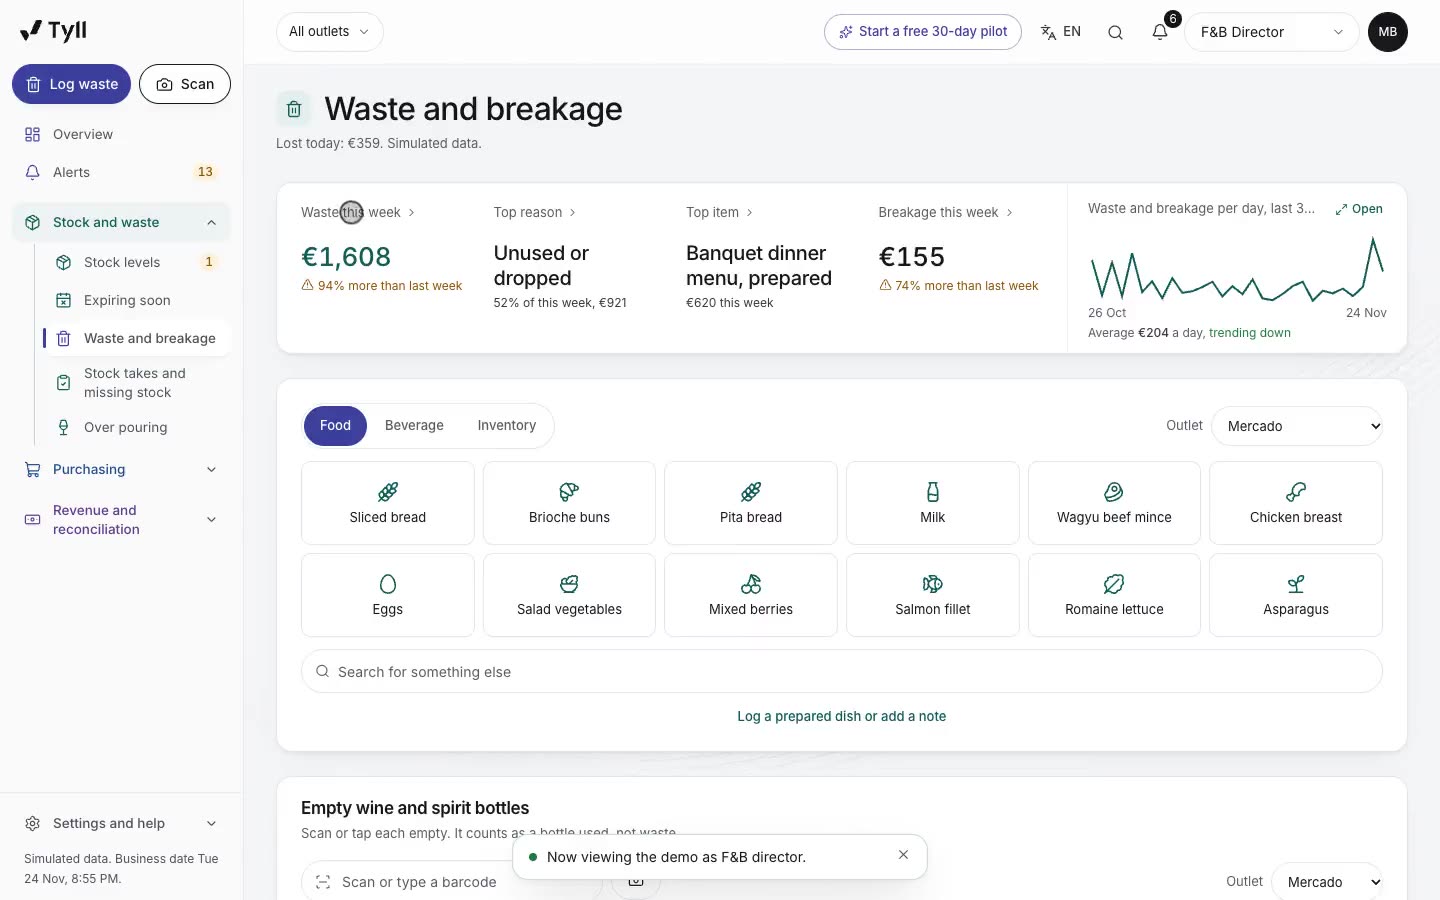 Tyll
All outlets
Start a free 30-day pilot
EN
6
F&B Director
MB
Log waste
Scan
Overview
Alerts
13
Stock and waste
Stock levels
1
Expiring soon
Waste and breakage
Stock takes and
missing stock
Over pouring
Purchasing
Revenue and
reconciliation
Settings and help
Simulated data. Business date Tue
24 Nov, 8:55 PM.
Waste and breakage
Lost today: €359. Simulated data.
Waste this week
€1,608
94% more than last week
Top reason
Unused or
dropped
52% of this week, €921
Top item
Banquet dinner
menu, prepared
€620 this week
Breakage this week
€155
74% more than last week
Waste and breakage per day, last 3...
Open
26 Oct
24 Nov
Average €204 a day, trending down
Food
Beverage
Inventory
Outlet
Mercado
Sliced bread
Brioche buns
Pita bread
Milk
Wagyu beef mince
Chicken breast
Eggs
Salad vegetables
Mixed berries
Salmon fillet
Romaine lettuce
Asparagus
Search for something else
Log a prepared dish or add a note
Empty wine and spirit bottles
Scan or tap each empty. It counts as a bottle used, not waste.
Now viewing the demo as F&B director.
Scan or type a barcode
Outlet
Mercado